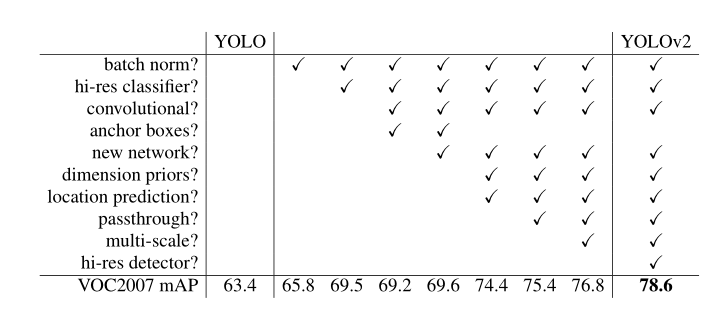 YOLO YOLOv2
batch norm? ✓ ✓ ✓ ✓ ✓ ✓ ✓ ✓
hi-res classifier? ✓ ✓ ✓ ✓ ✓ ✓ ✓
convolutional? ✓ ✓ ✓ ✓ ✓ ✓
anchor boxes? ✓ ✓
new network? ✓ ✓ ✓ ✓ ✓
dimension priors? ✓ ✓ ✓ ✓
location prediction? ✓ ✓ ✓ ✓
passthrough? ✓ ✓ ✓
multi-scale? ✓ ✓
hi-res detector? ✓
VOC2007 mAP 63.4 65.8 69.5 69.2 69.6 74.4 75.4 76.8 78.6